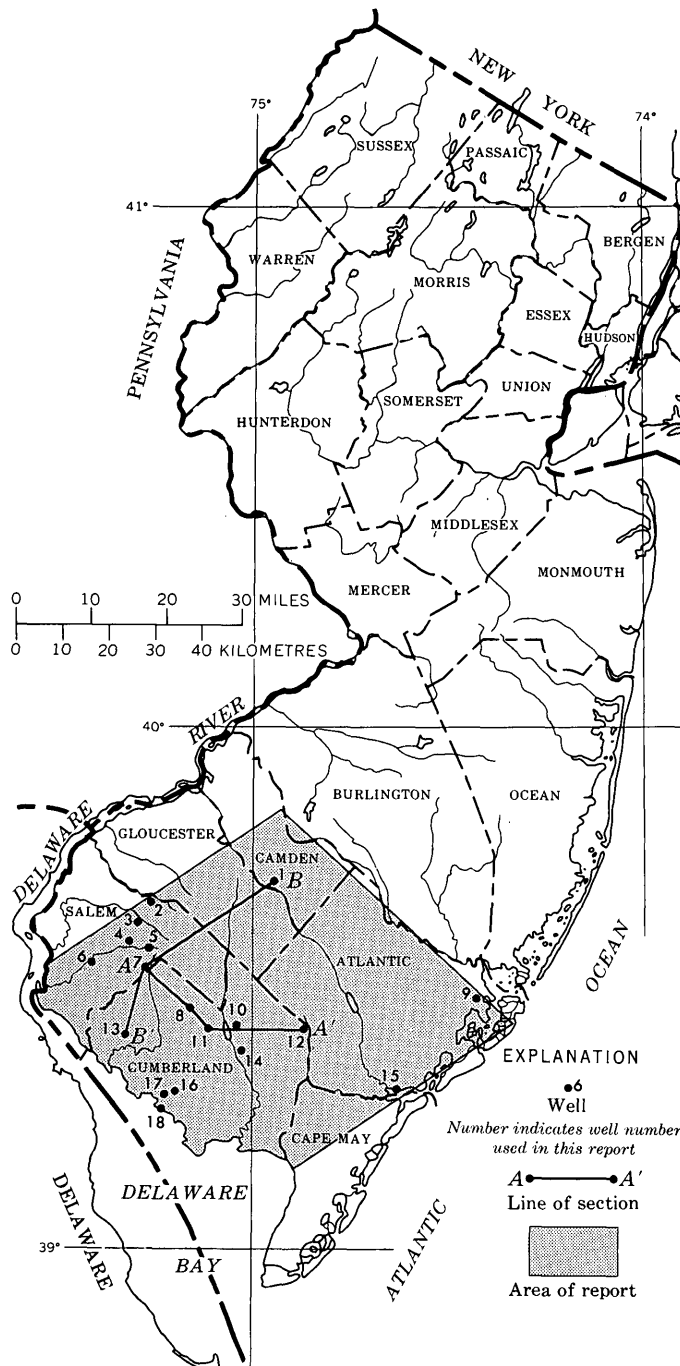 NEW YORK
75°
74°
SUSSEX
PASSAIC
41°
BERGEN
WARREN
MORRIS
PENNSYLVANIA
ESSEX
HUDSON
UNION
SOMERSET
HUNTERDON
MIDDLESEX
MONMOUTH
MERCER
0 10 20 30 MILES
0 10 20 30 40 KILOMETRES
40°
RIVER
BURLINGTON
OCEAN
DELAWARE
GLOUCESTER
CAMDEN
1 B
SALEM
2
3
4
5
6
A 7
ATLANTIC
OCEAN
8
9
10
11
12 A'
13 B'
14
CUMBERLAND
15
17 16
18
CAPE MAY
EXPLANATION
6
Well
Number indicates well number
used in this report
A A'
Line of section
Area of report
DELAWARE
DELAWARE
BAY
39°
ATLANTIC